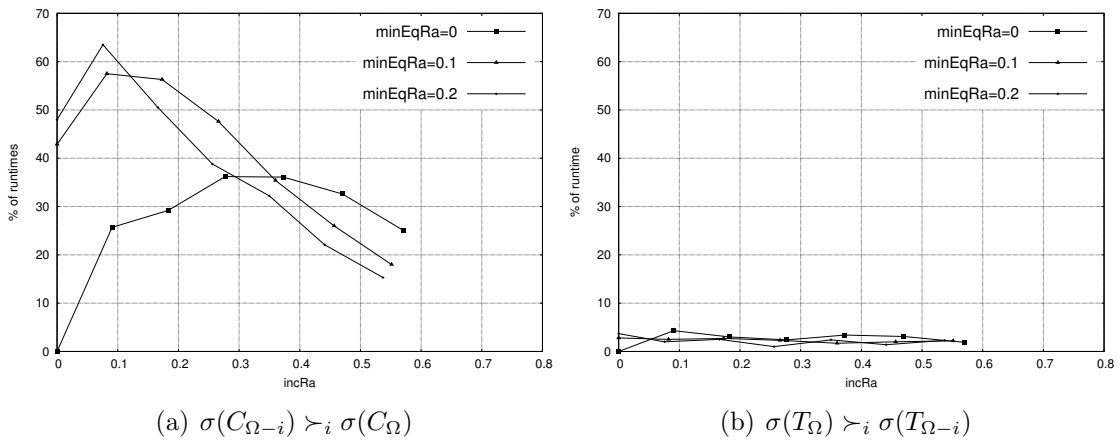 70
60
50
40
30
20
10
0
% of runtimes
minEqRa=0
minEqRa=0.1
minEqRa=0.2
0 0.1 0.2 0.3 0.4 0.5 0.6 0.7 0.8
incRa
(a) σ(C_{Ω−i}) ≻_i σ(C_Ω)
70
60
50
40
30
20
10
0
% of runtime
minEqRa=0
minEqRa=0.1
minEqRa=0.2
0 0.1 0.2 0.3 0.4 0.5 0.6 0.7 0.8
incRa
(b) σ(T_Ω) ≻_i σ(T_{Ω−i})